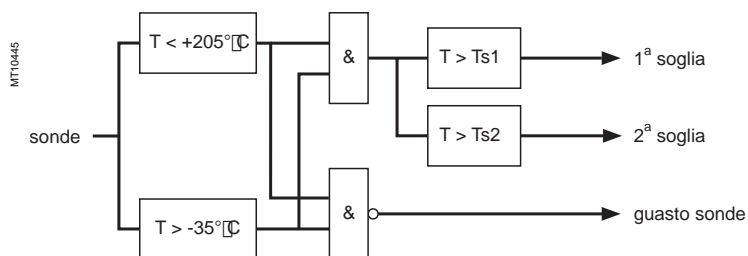 MT10445
sonde
T < +205°C
T > -35°C
&
&
T > Ts1
T > Ts2
1ª soglia
2ª soglia
guasto sonde